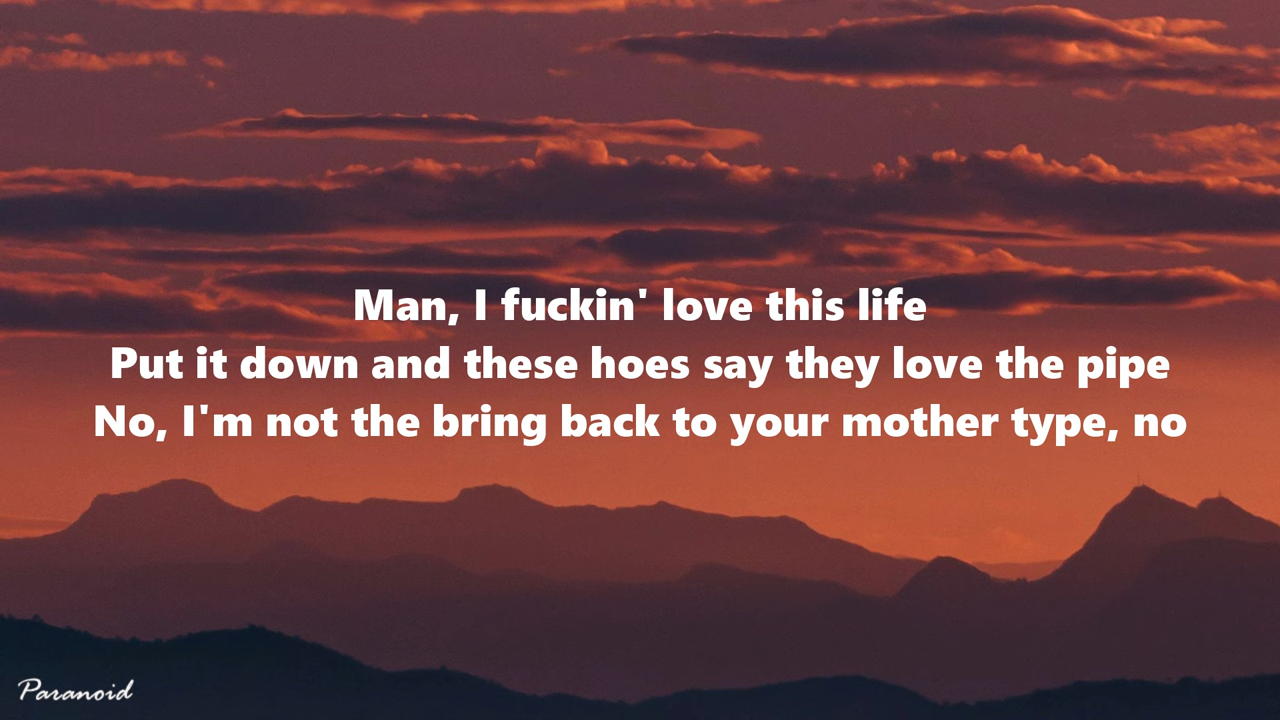 Man, I fuckin' love this life
Put it down and these hoes say they love the pipe
No, I'm not the bring back to your mother type, no
Paranoid